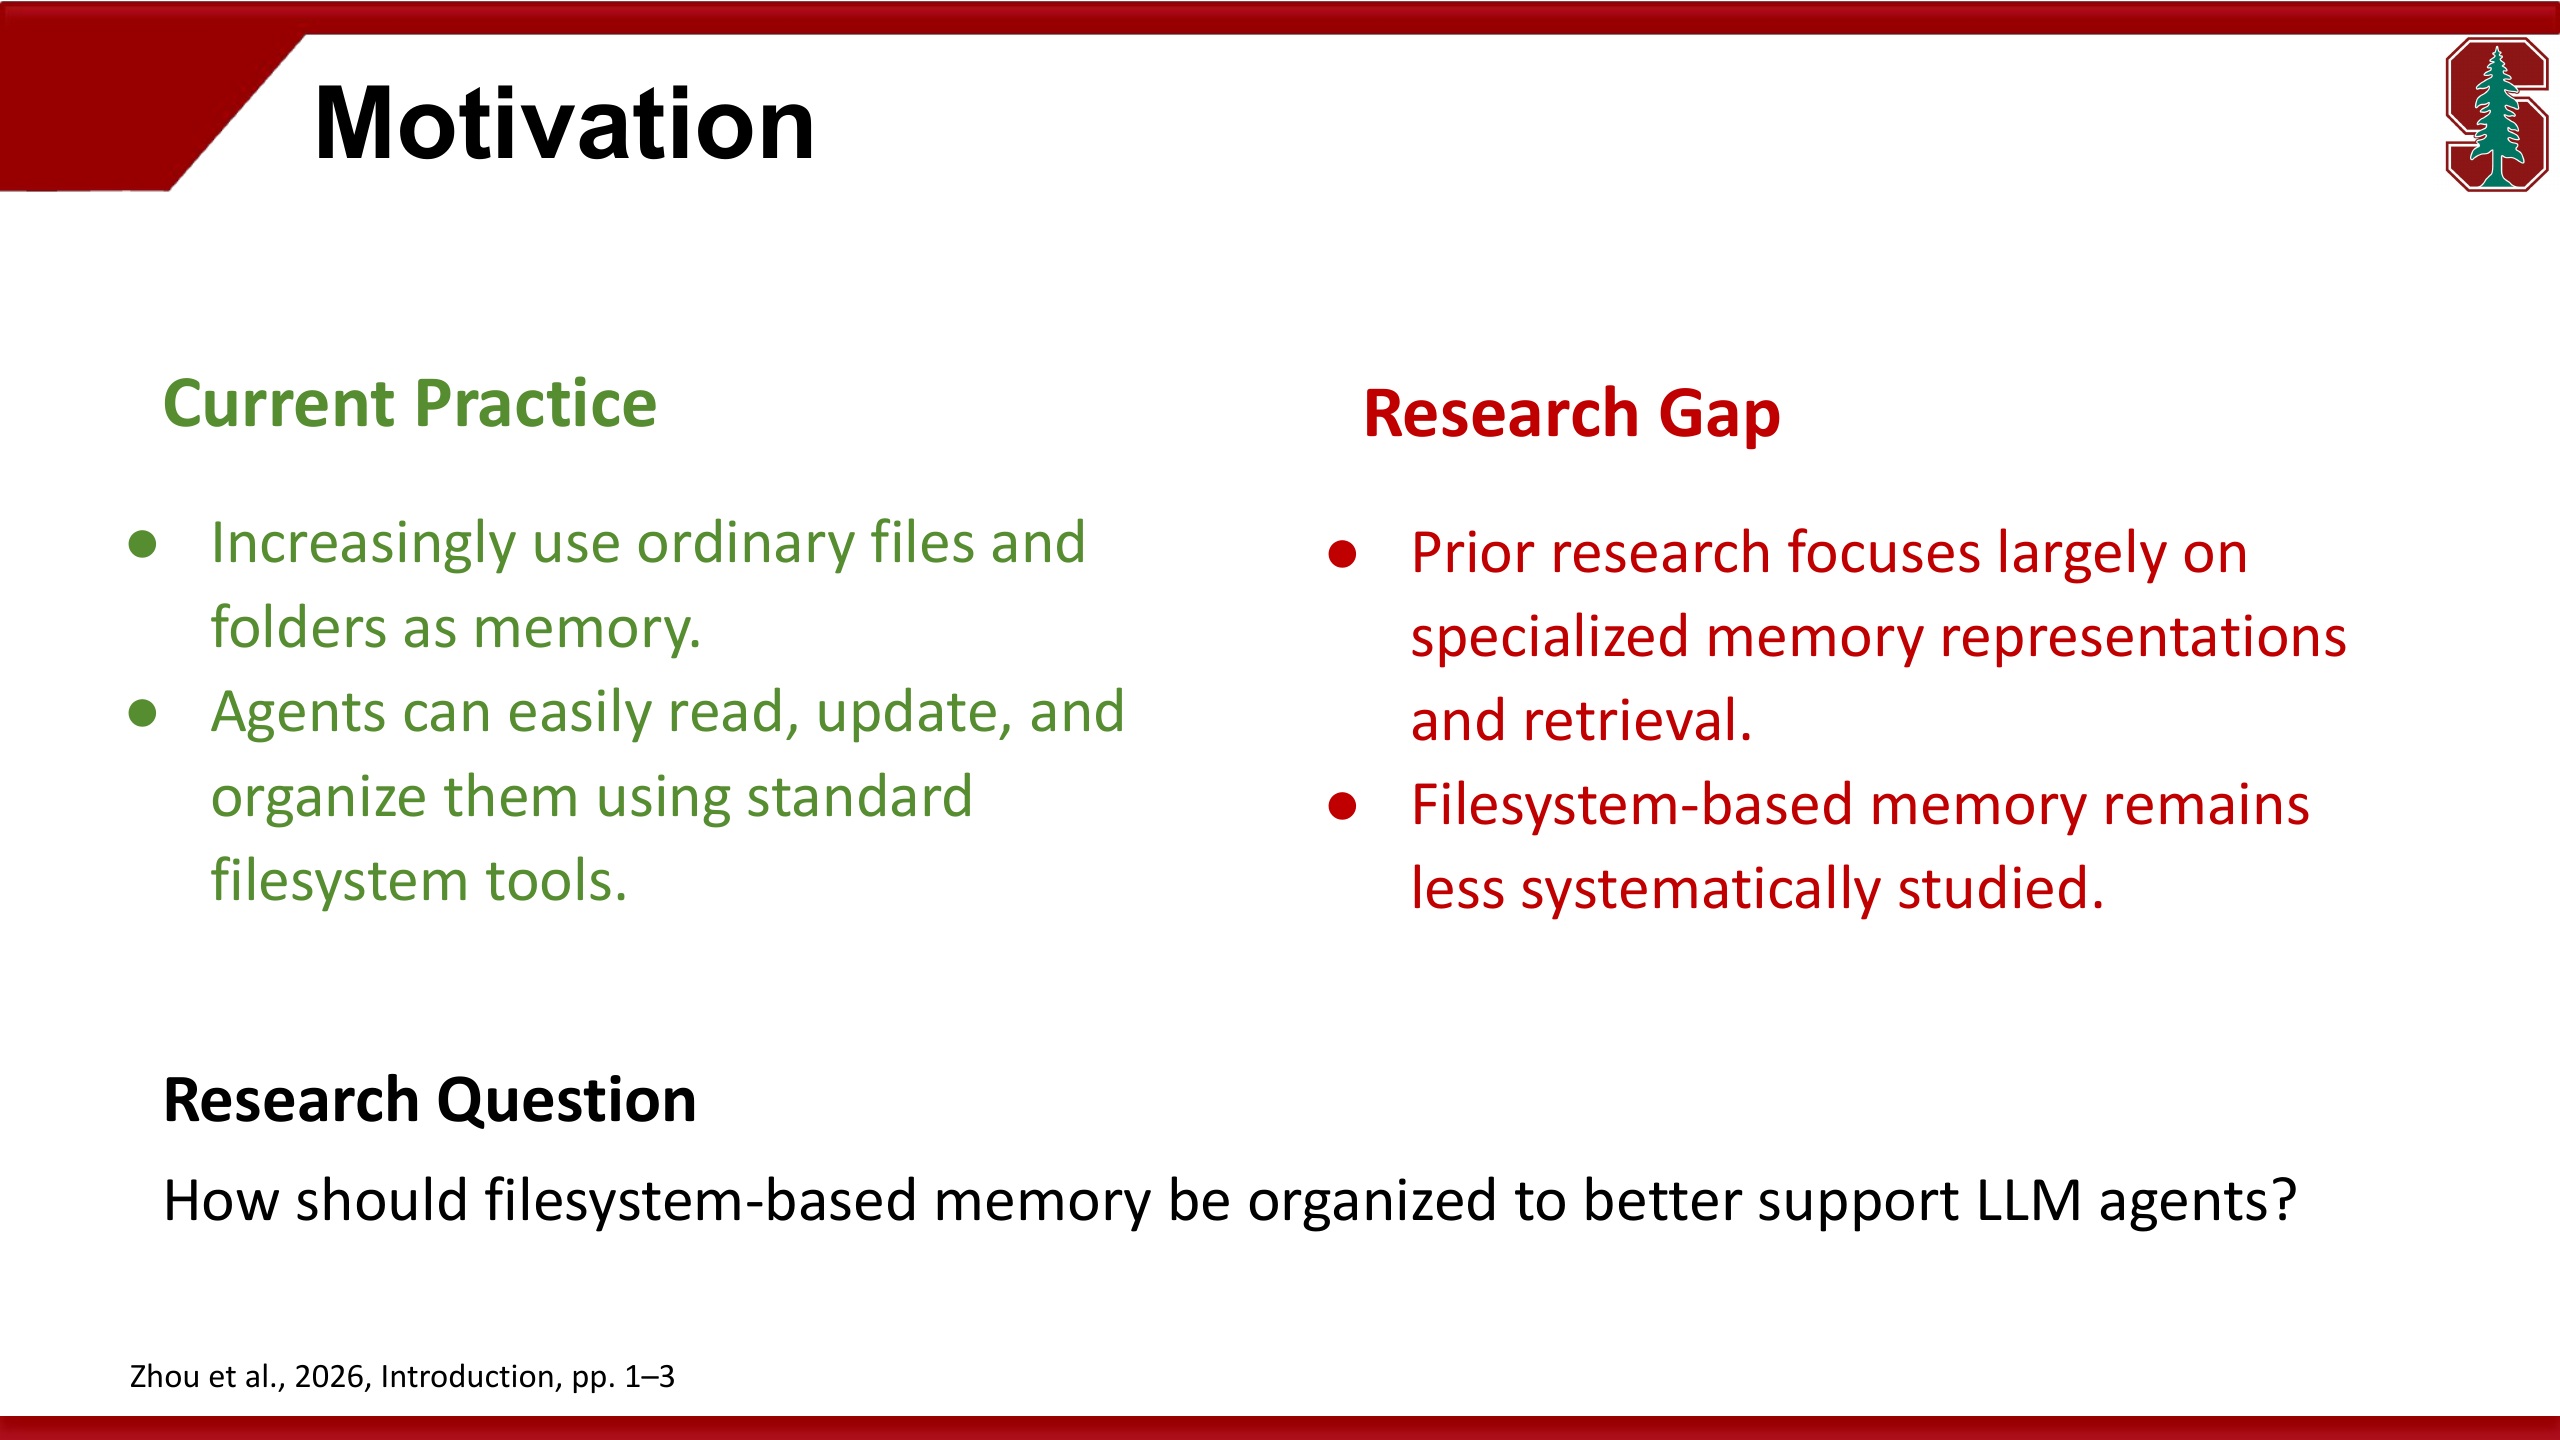 Motivation
Current Practice
● Increasingly use ordinary files and
folders as memory.
● Agents can easily read, update, and
organize them using standard
filesystem tools.
Research Gap
● Prior research focuses largely on
specialized memory representations
and retrieval.
● Filesystem-based memory remains
less systematically studied.
Research Question
How should filesystem-based memory be organized to better support LLM agents?
Zhou et al., 2026, Introduction, pp. 1–3